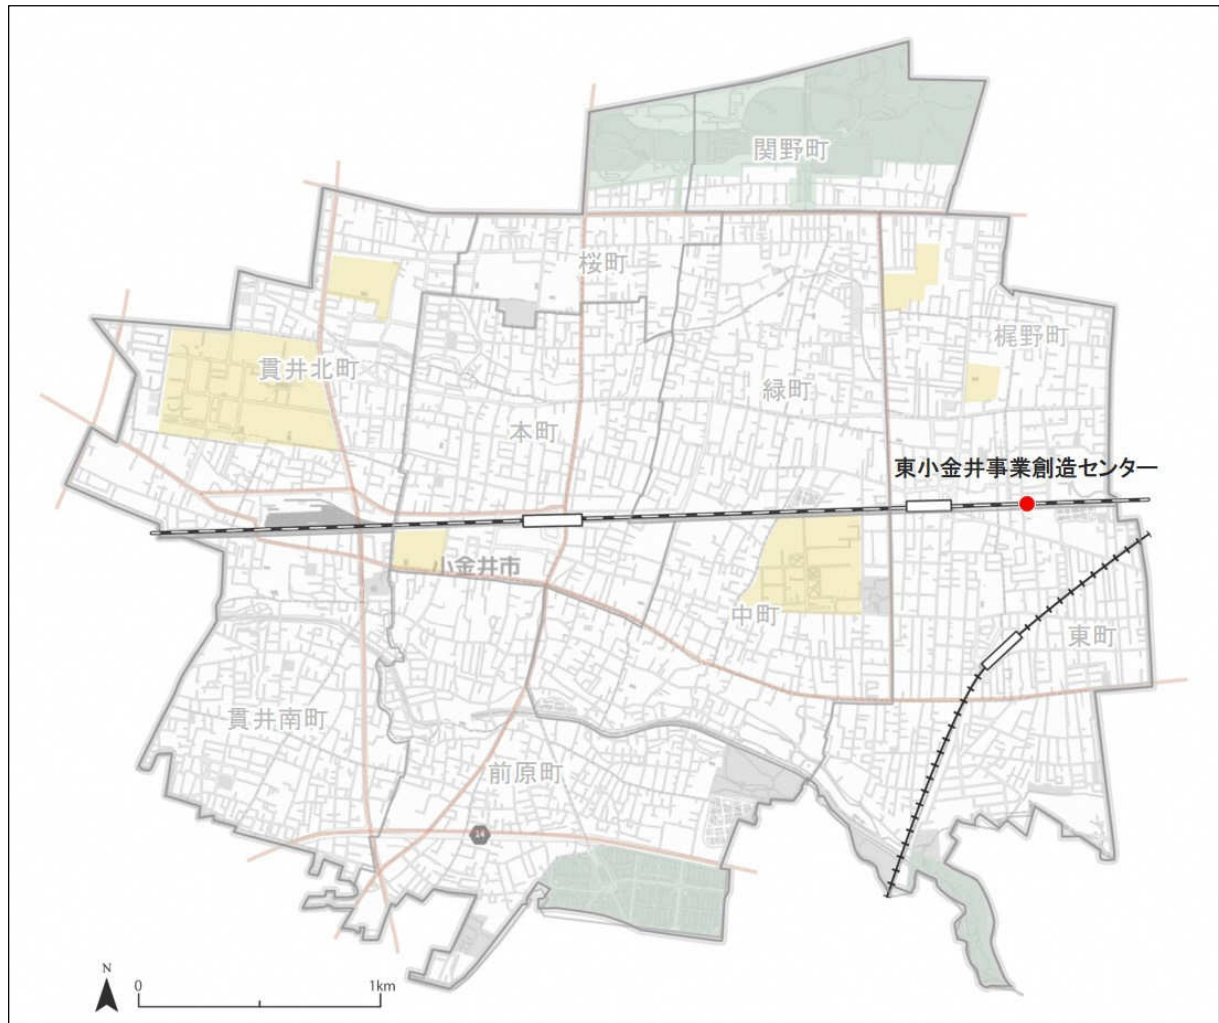 関野町
桜町
梶野町
貫井北町
緑町
本町
東小金井事業創造センター
小金井市
中町
東町
貫井南町
前原町
14
N
0
1km